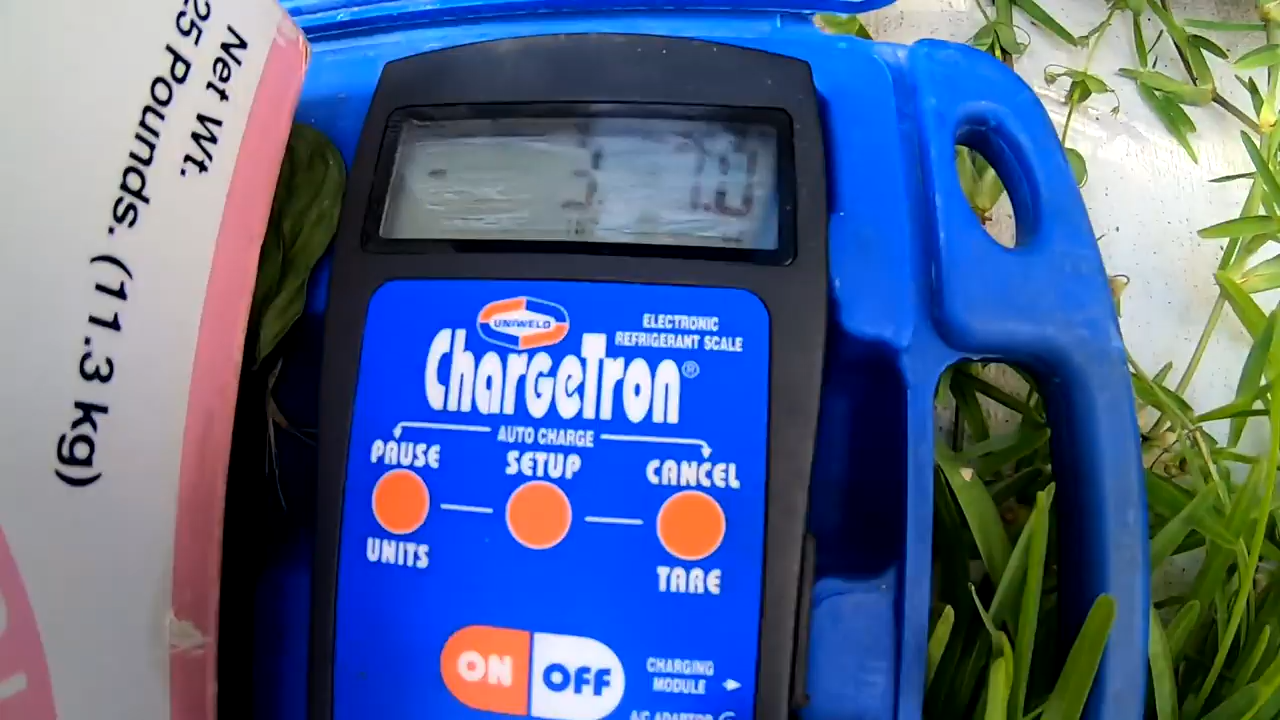 Net Wt.
25 Pounds. (11.3 kg)
UNIWELD
ELECTRONIC
REFRIGERANT SCALE
ChargeTron®
AUTO CHARGE
PAUSE
SETUP
CANCEL
UNITS
TARE
ON
OFF
CHARGING
MODULE